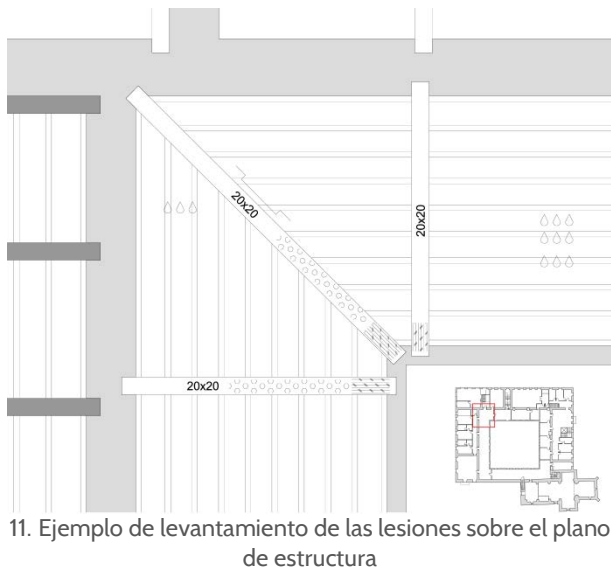 20x20
20x20
20x20
11. Ejemplo de levantamiento de las lesiones sobre el plano
de estructura